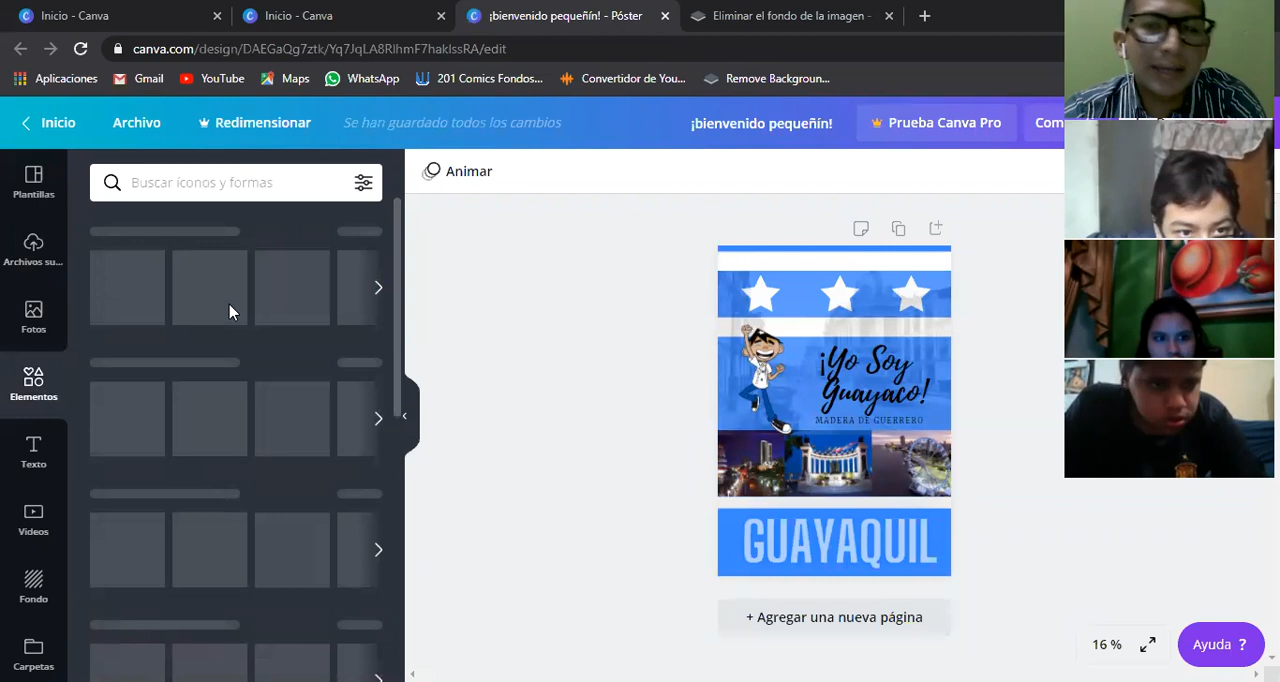 Inicio - Canva
Inicio - Canva
¡bienvenido pequeñín! - Póster
Eliminar el fondo de la imagen -
canva.com/design/DAEGaQg7ztk/Yq7JqLA8RlhmF7haklssRA/edit
Aplicaciones
Gmail
YouTube
Maps
WhatsApp
201 Comics Fondos...
Convertidor de You...
Remove Backgroun...
Inicio
Archivo
Redimensionar
Se han guardado todos los cambios
¡bienvenido pequeñín!
Prueba Canva Pro
Com
Plantillas
Archivos su...
Fotos
Elementos
Texto
Videos
Fondo
Carpetas
Buscar íconos y formas
Animar
¡Yo Soy
Guayaco!
MADERA DE GUERRERO
GUAYAQUIL
+ Agregar una nueva página
16 %
Ayuda ?